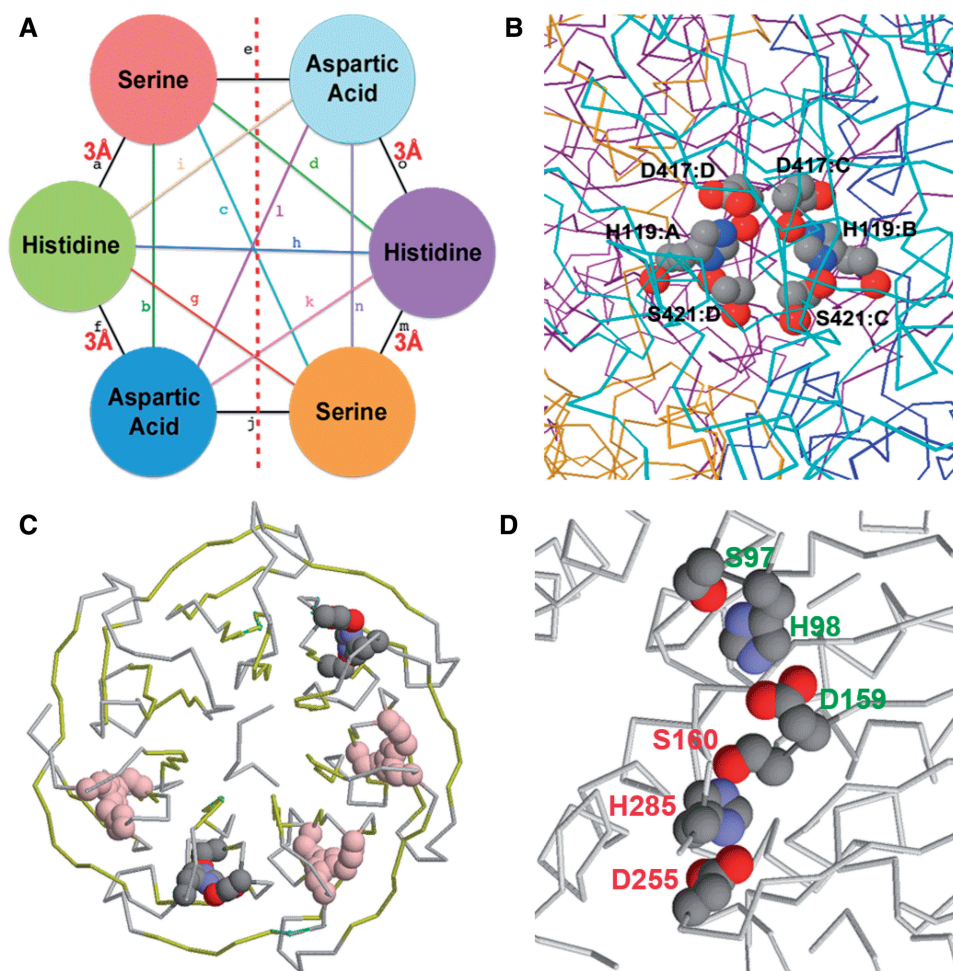 A
e
Serine
Aspartic
Acid
3Å
a
i
d
3Å
o
c
l
Histidine
h
Histidine
b
g
k
n
f
3Å
m
3Å
Aspartic
Acid
j
Serine
B
D417:D
D417:C
H119:A
H119:B
S421:D
S421:C
C
D
S97
H98
D159
S160
H285
D255